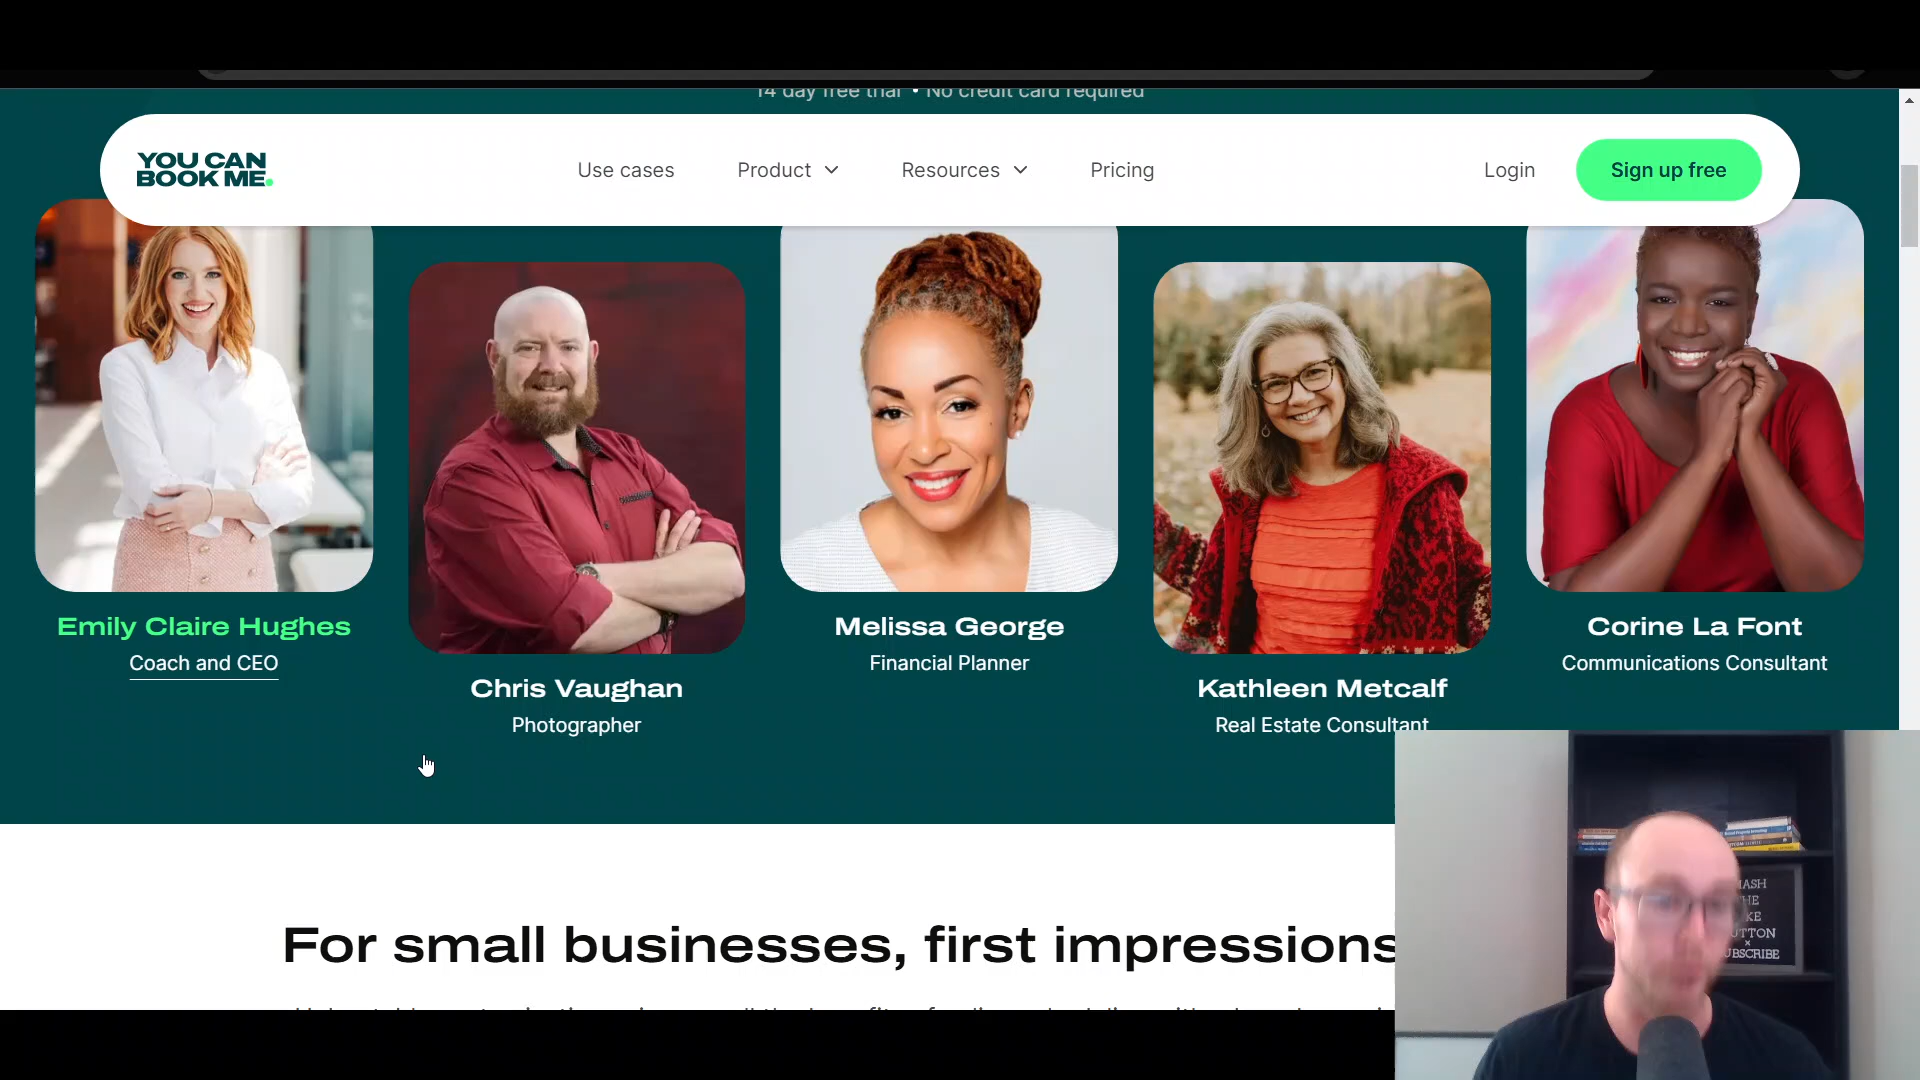 14 day free trial • No credit card required
YOU CAN
BOOK ME.
Use cases
Product
Resources
Pricing
Login
Sign up free
Emily Claire Hughes
Coach and CEO
Chris Vaughan
Photographer
Melissa George
Financial Planner
Kathleen Metcalf
Real Estate Consultant
Corine La Font
Communications Consultant
For small businesses, first impressions